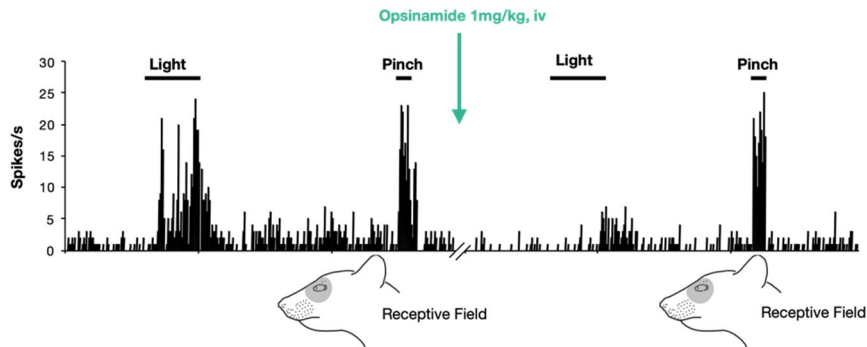 Opsinamide 1mg/kg, iv
Light
Pinch
Light
Pinch
30
25
20
15
10
5
0
Spikes/s
Receptive Field
Receptive Field